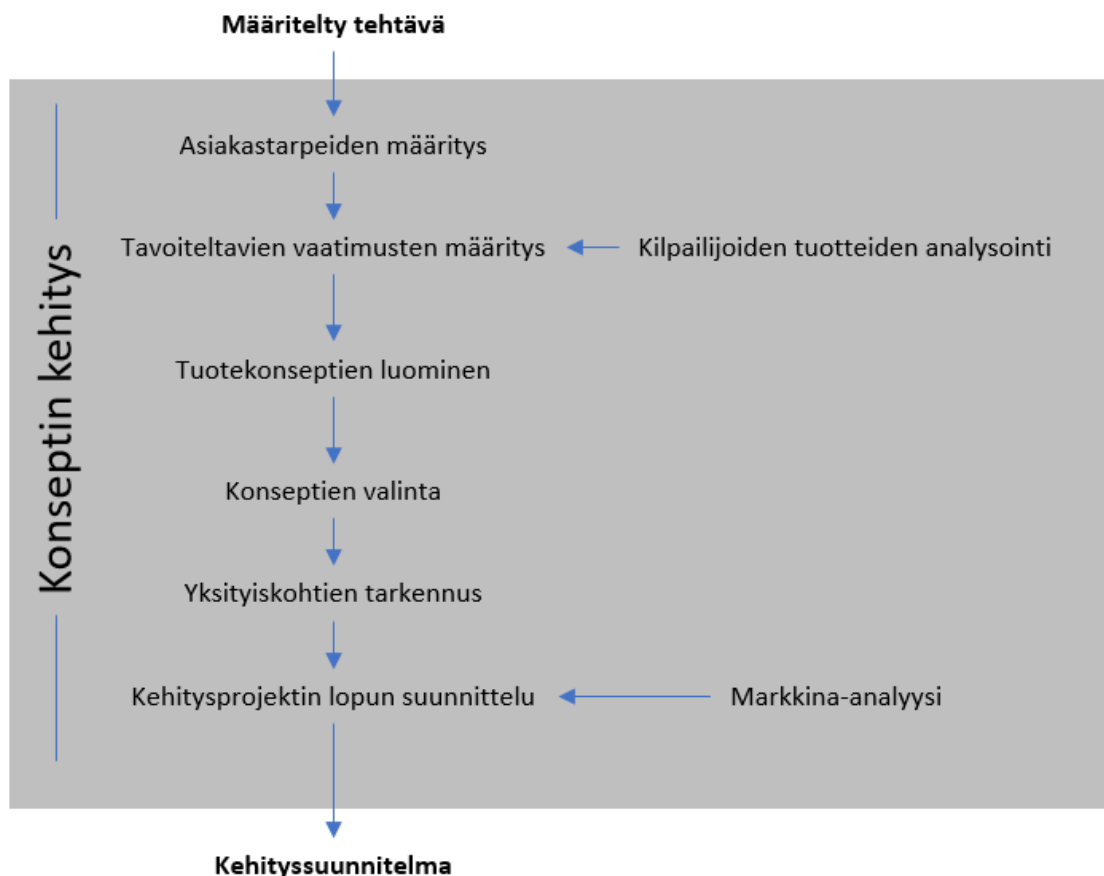 Määritelty tehtävä
Konseptin kehitys
Asiakastarpeiden määritys
Tavoiteltavien vaatimusten määritys
Kilpailijoiden tuotteiden analysointi
Tuotekonseptien luominen
Konseptien valinta
Yksityiskohtien tarkennus
Kehitysprojektin lopun suunnittelu
Markkina-analyysi
Kehityssuunnitelma